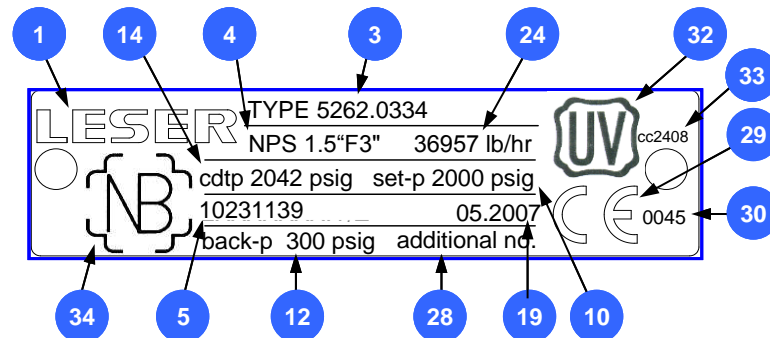 1 14 4 3 24 32
33
LESER TYPE 5262.0334
NPS 1.5“F3" 36957 lb/hr UV cc2408
29
NB cdtp 2042 psig set-p 2000 psig
10231139 05.2007 CE 0045 30
back-p 300 psig additional no.
34 5 12 28 19 10